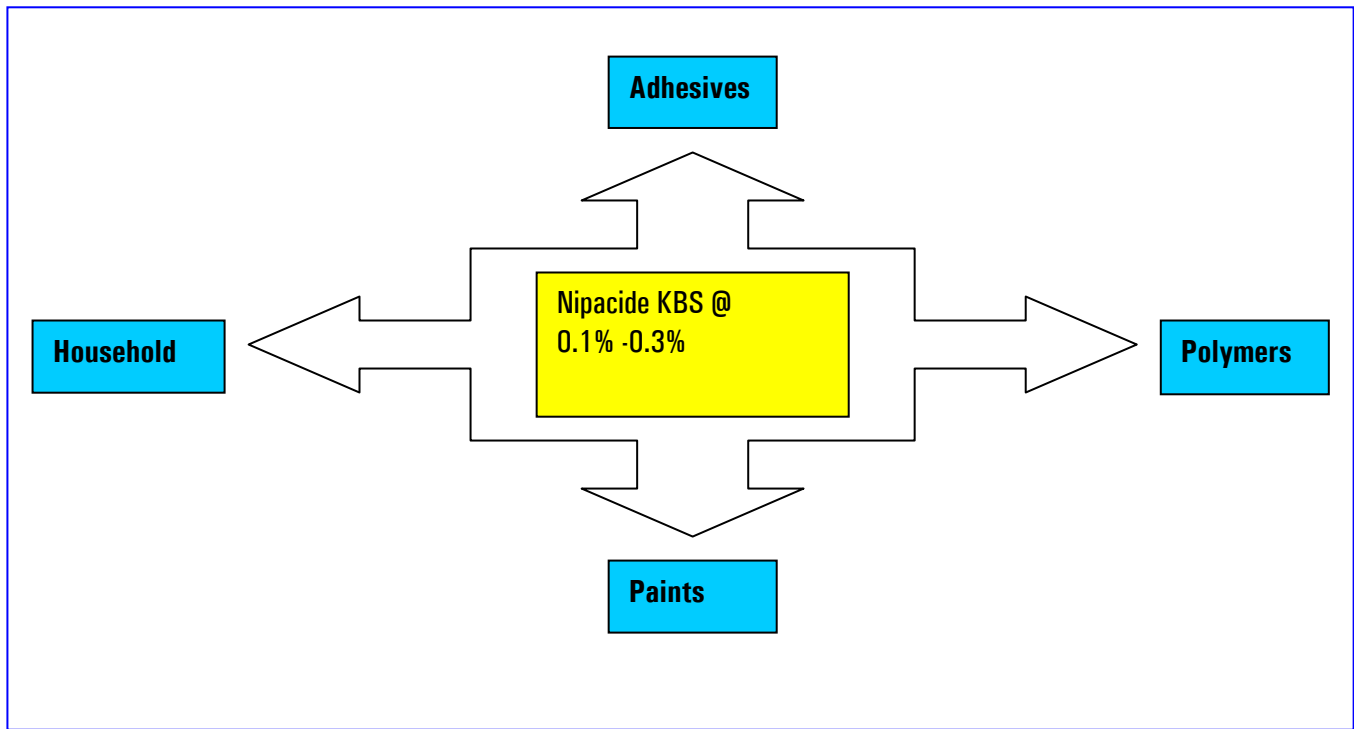 Adhesives
Nipacide KBS @
0.1% -0.3%
Household
Polymers
Paints